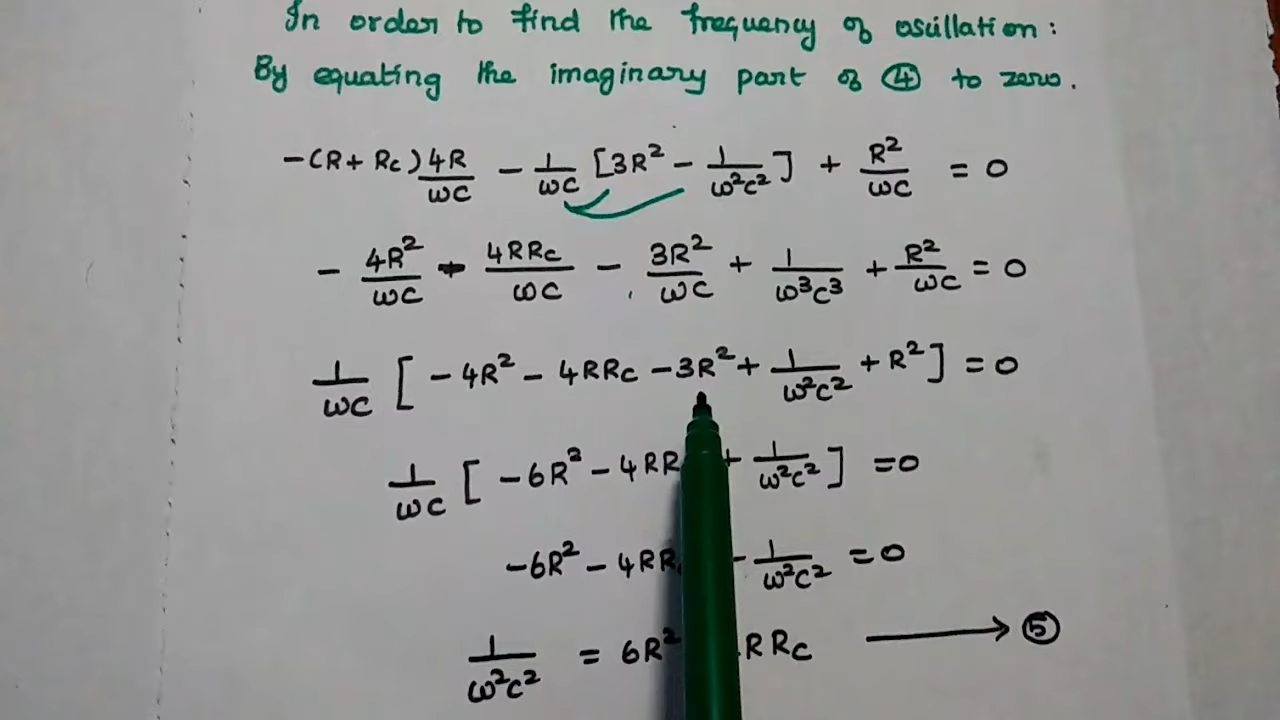 In order to find the frequency of oscillation:
By equating the imaginary part of ④ to zero.
-(R + Rc) 4R/ωC - 1/ωC [3R² - 1/ω²C²] + R²/ωC = 0
- 4R²/ωC - 4RRc/ωC - 3R²/ωC + 1/ω³C³ + R²/ωC = 0
1/ωC [-4R² - 4RRc - 3R² + 1/ω²C² + R²] = 0
1/ωC [-6R² - 4RR + 1/ω²C²] = 0
-6R² - 4RR - 1/ω²C² = 0
1/ω²C² = 6R² RRc ⟶ ⑤